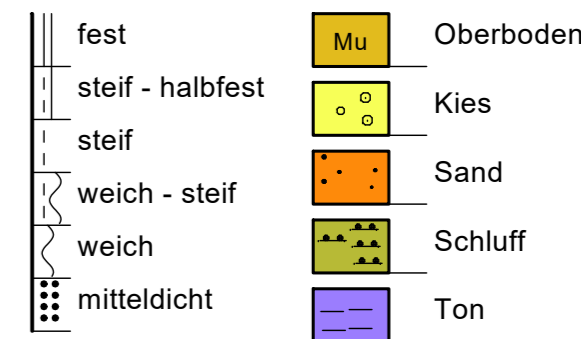 fest
steif - halbfest
steif
weich - steif
weich
mitteldicht
Mu
Oberboden
Kies
Sand
Schluff
Ton